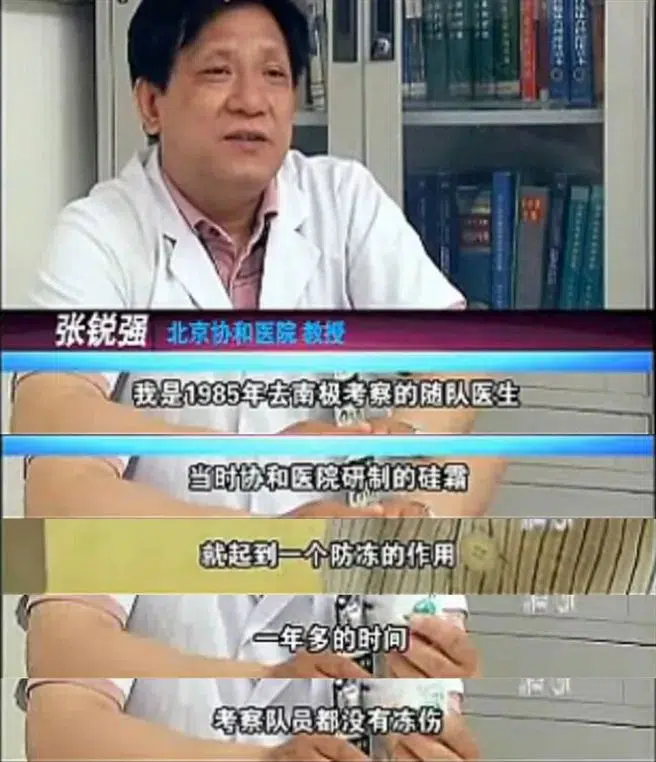 张锐强 北京协和医院 教授
我是1985年去南极考察的随队医生
当时协和医院研制的硅霜
就起到一个防冻的作用
一年多的时间
考察队员都没有冻伤